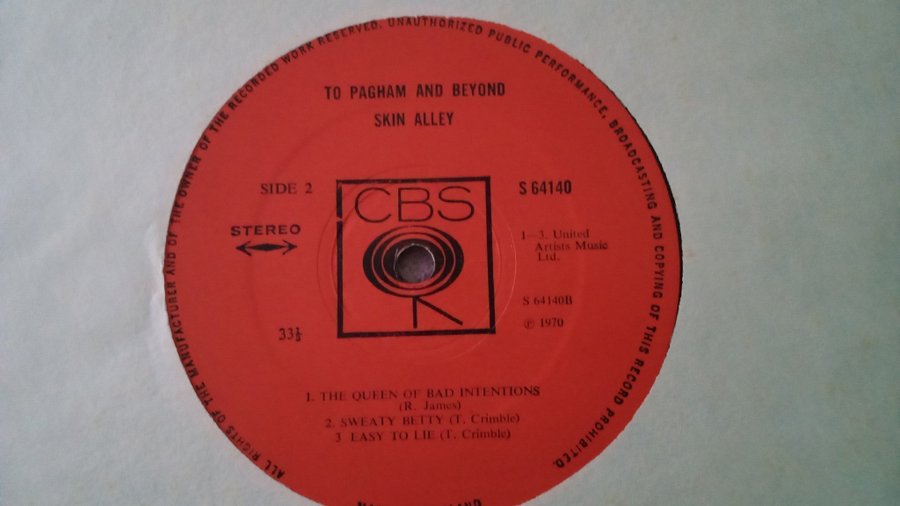 ALL RIGHTS OF THE MANUFACTURER AND OF THE OWNER OF THE RECORDED WORK RESERVED. UNAUTHORIZED PUBLIC PERFORMANCE, BROADCASTING AND COPYING OF THIS RECORD PROHIBITED.
TO PAGHAM AND BEYOND
SKIN ALLEY
SIDE 2
CBS
S 64140
STEREO
1—3. United
Artists Music
Ltd.
S 64140B
℗ 1970
33⅓
1. THE QUEEN OF BAD INTENTIONS
(R. James)
2. SWEATY BETTY (T. Crimble)
3 EASY TO LIE (T. Crimble)